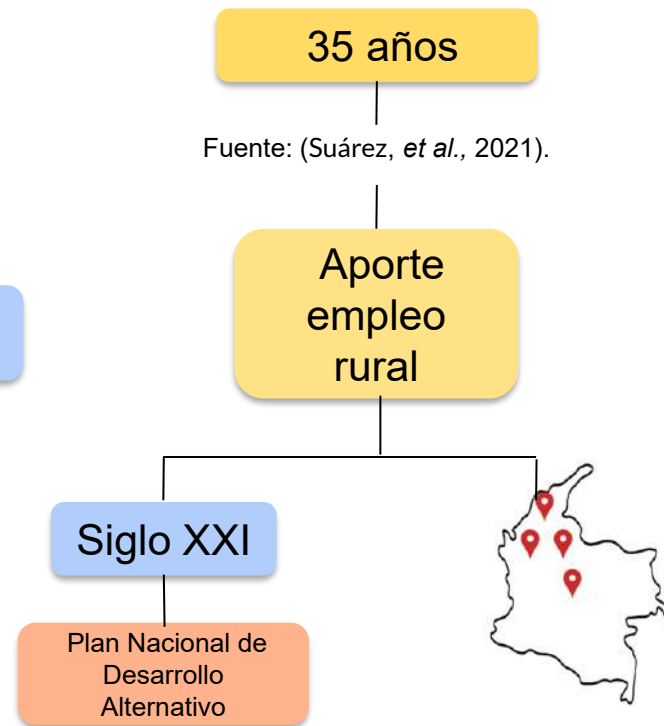 35 años
Fuente: (Suárez, et al., 2021).
Aporte
empleo
rural
Siglo XXI
Plan Nacional de
Desarrollo
Alternativo